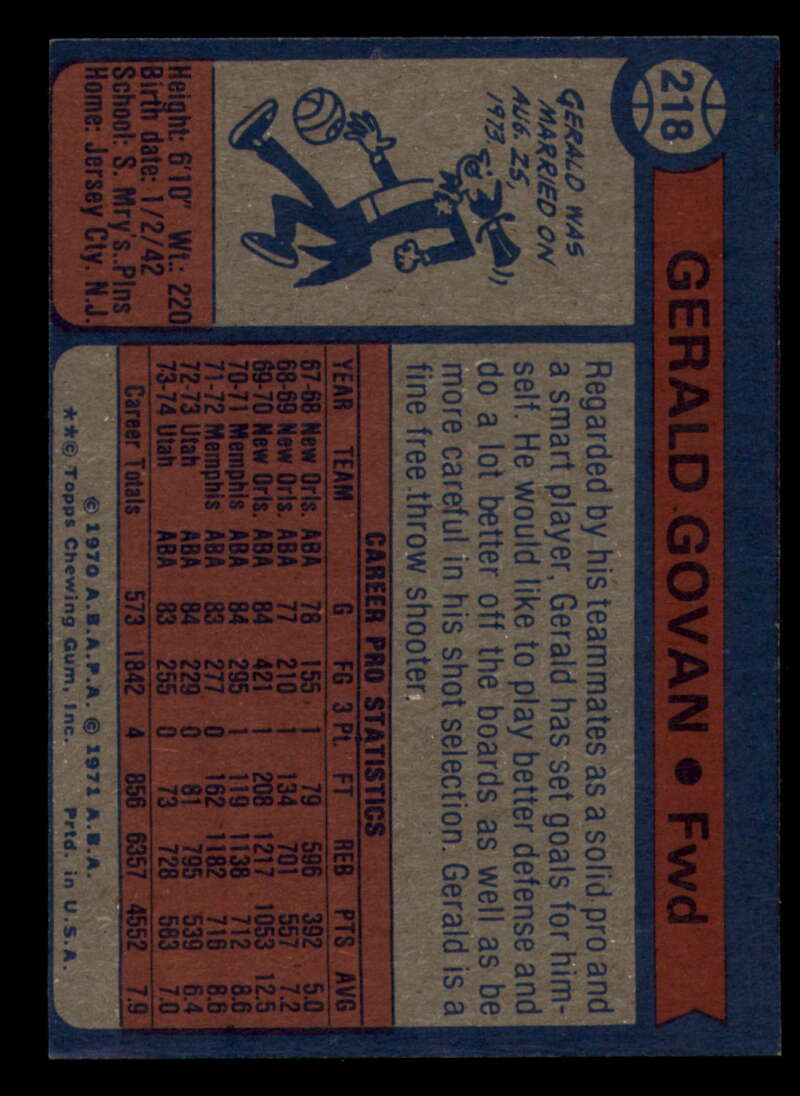 218
GERALD GOVAN • Fwd
GERALD WAS
MARRIED ON
AUG. 25,
1973.
Height: 6'10" Wt.: 220
Birth date: 1/2/42
School: S. Mry's.,Plns
Home: Jersey Cty. N.J.
Regarded by his teammates as a solid pro and
a smart player, Gerald has set goals for him-
self. He would like to play better defense and
do a lot better off the boards as well as be
more careful in his shot selection. Gerald is a
fine free throw shooter.
CAREER PRO STATISTICS
YEAR TEAM G FG 3 Pt. FT REB PTS AVG
67-68 New Orls. ABA 78 155 1 79 596 392 5.0
68-69 New Orls. ABA 77 210 1 134 701 557 7.2
69-70 New Orls. ABA 84 421 1 208 1217 1053 12.5
70-71 Memphis ABA 84 295 1 119 1138 712 8.6
71-72 Memphis ABA 83 277 0 162 1182 716 8.6
72-73 Utah ABA 84 229 0 81 795 539 6.4
73-74 Utah ABA 83 255 0 73 728 583 7.0
Career Totals 573 1842 4 856 6357 4552 7.9
© 1970 A.B.A.P.A. © 1971 A.B.A.
**© Topps Chewing Gum, Inc. Prtd. in U.S.A.